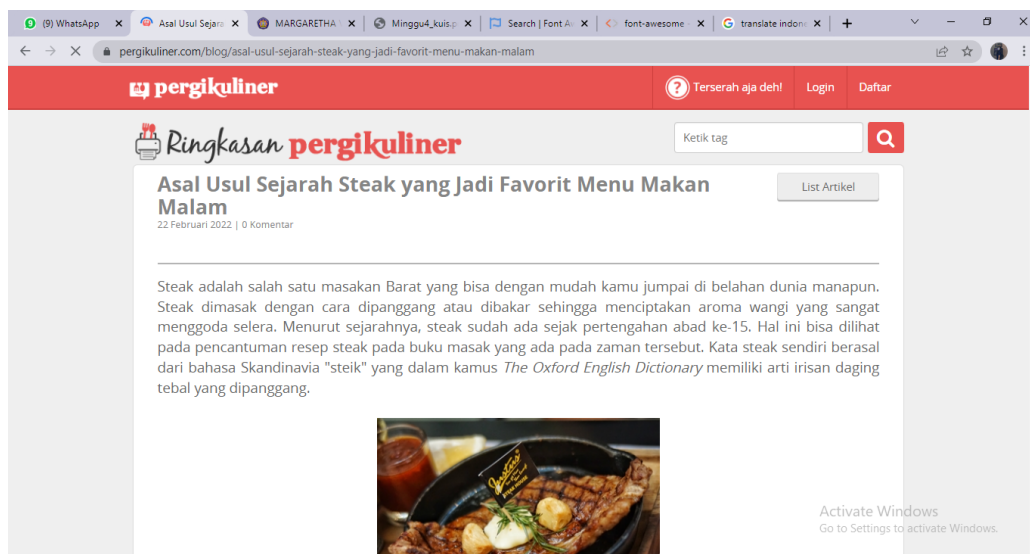 (9) WhatsApp
Asal Usul Sejara
MARGARETHA
Minggu4_kuis.p
Search | Font A
font-awesome
translate indone
pergikuliner.com/blog/asal-usul-sejarah-steak-yang-jadi-favorit-menu-makan-malam
pergikuliner
? Terserah aja deh! Login Daftar
Ringkasan pergikuliner
Ketik tag
Asal Usul Sejarah Steak yang Jadi Favorit Menu Makan
Malam
List Artikel
22 Februari 2022 | 0 Komentar
Steak adalah salah satu masakan Barat yang bisa dengan mudah kamu jumpai di belahan dunia manapun.
Steak dimasak dengan cara dipanggang atau dibakar sehingga menciptakan aroma wangi yang sangat
menggoda selera. Menurut sejarahnya, steak sudah ada sejak pertengahan abad ke-15. Hal ini bisa dilihat
pada pencantuman resep steak pada buku masak yang ada pada zaman tersebut. Kata steak sendiri berasal
dari bahasa Skandinavia "steik" yang dalam kamus The Oxford English Dictionary memiliki arti irisan daging
tebal yang dipanggang.
STEAK HOUSE
Activate Windows
Go to Settings to activate Windows.